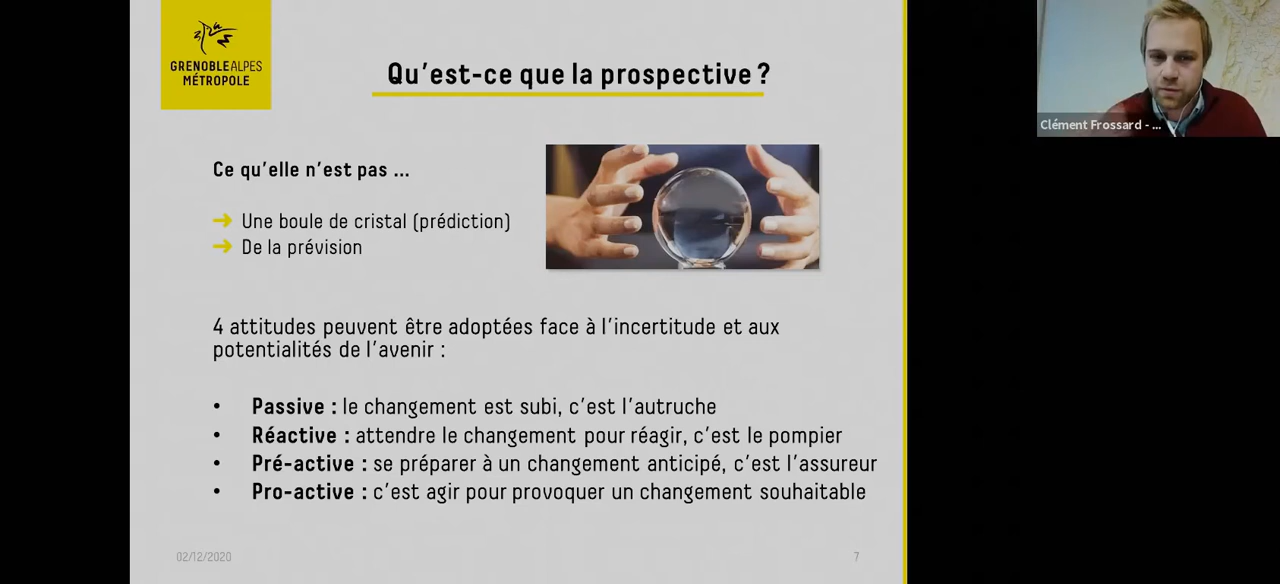 GRENOBLEALPES
MÉTROPOLE
Qu'est-ce que la prospective ?
Clément Frossard - ...
Ce qu'elle n'est pas ...
➔ Une boule de cristal (prédiction)
➔ De la prévision
4 attitudes peuvent être adoptées face à l'incertitude et aux
potentialités de l'avenir :
• Passive : le changement est subi, c'est l'autruche
• Réactive : attendre le changement pour réagir, c'est le pompier
• Pré-active : se préparer à un changement anticipé, c'est l'assureur
• Pro-active : c'est agir pour provoquer un changement souhaitable
02/12/2020
7